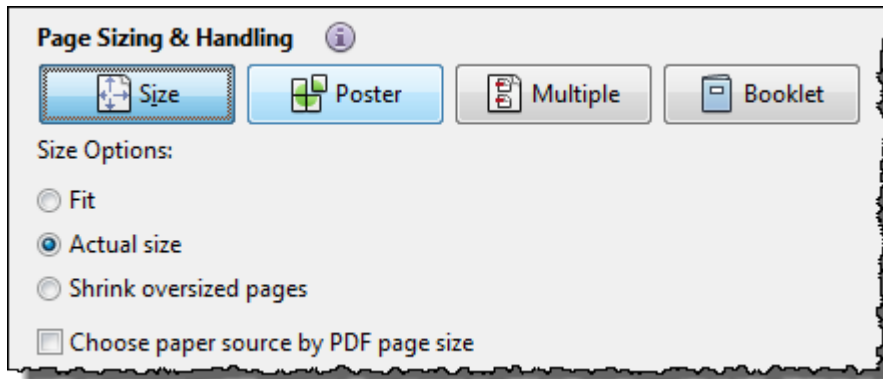 Page Sizing & Handling
Size Poster Multiple Booklet
Size Options:
Fit
Actual size
Shrink oversized pages
Choose paper source by PDF page size